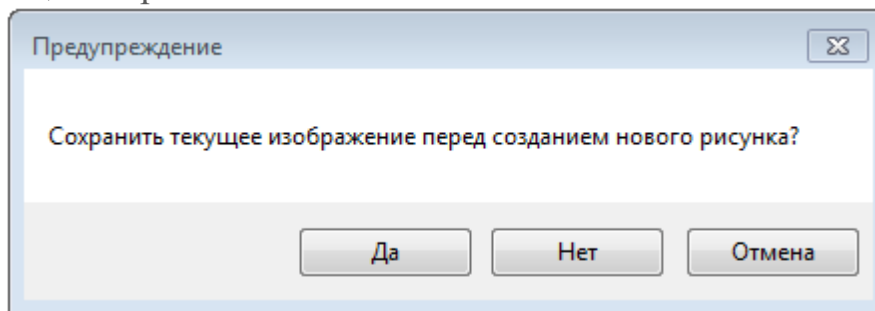 Предупреждение
Сохранить текущее изображение перед созданием нового рисунка?
Да Нет Отмена